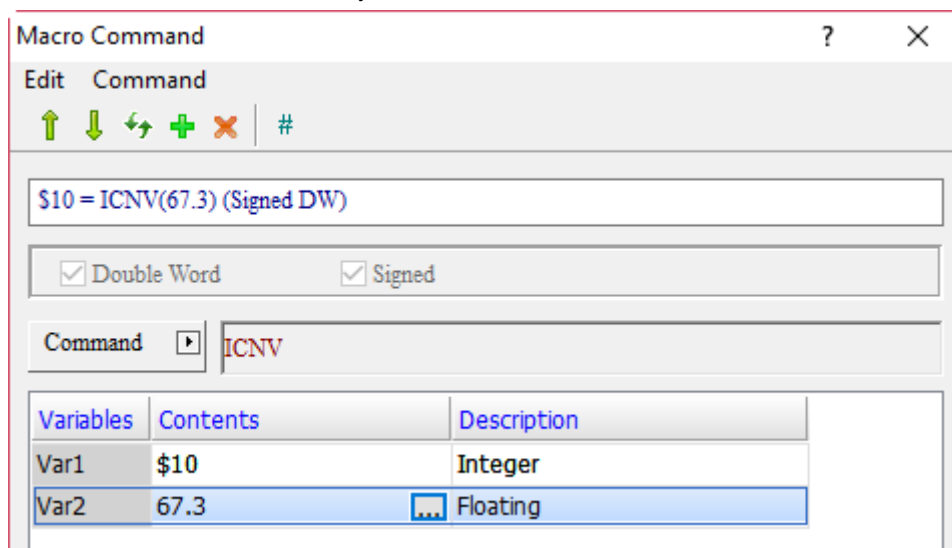 Macro Command ? ×
Edit Command
#
$10 = ICNV(67.3) (Signed DW)
Double Word Signed
Command ICNV
Variables Contents Description
Var1 $10 Integer
Var2 67.3 ... Floating